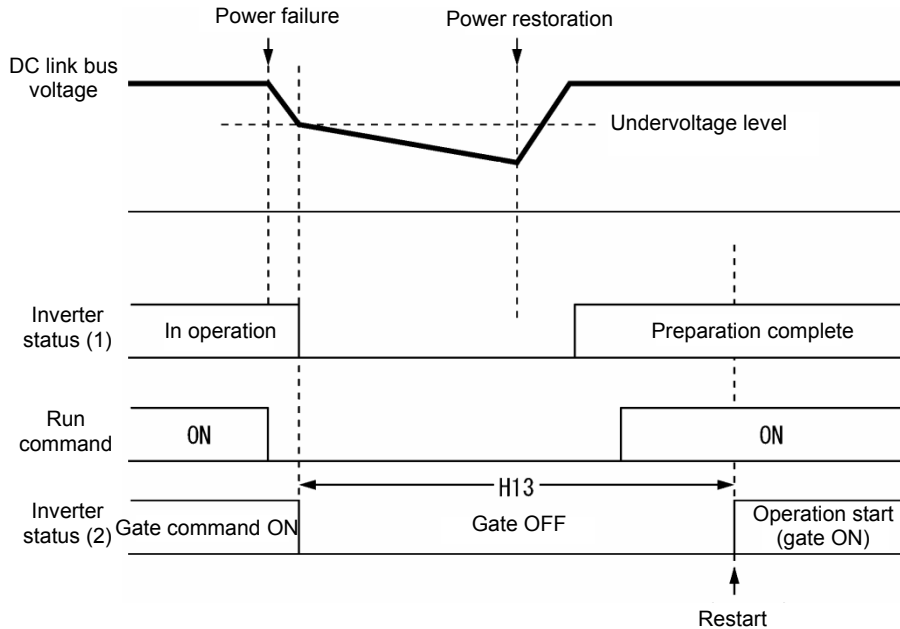 Power failure
Power restoration
DC link bus
voltage
Undervoltage level
Inverter
status (1)
In operation
Preparation complete
Run
command
ON
ON
H13
Inverter
status (2)
Gate command ON
Gate OFF
Operation start
(gate ON)
Restart